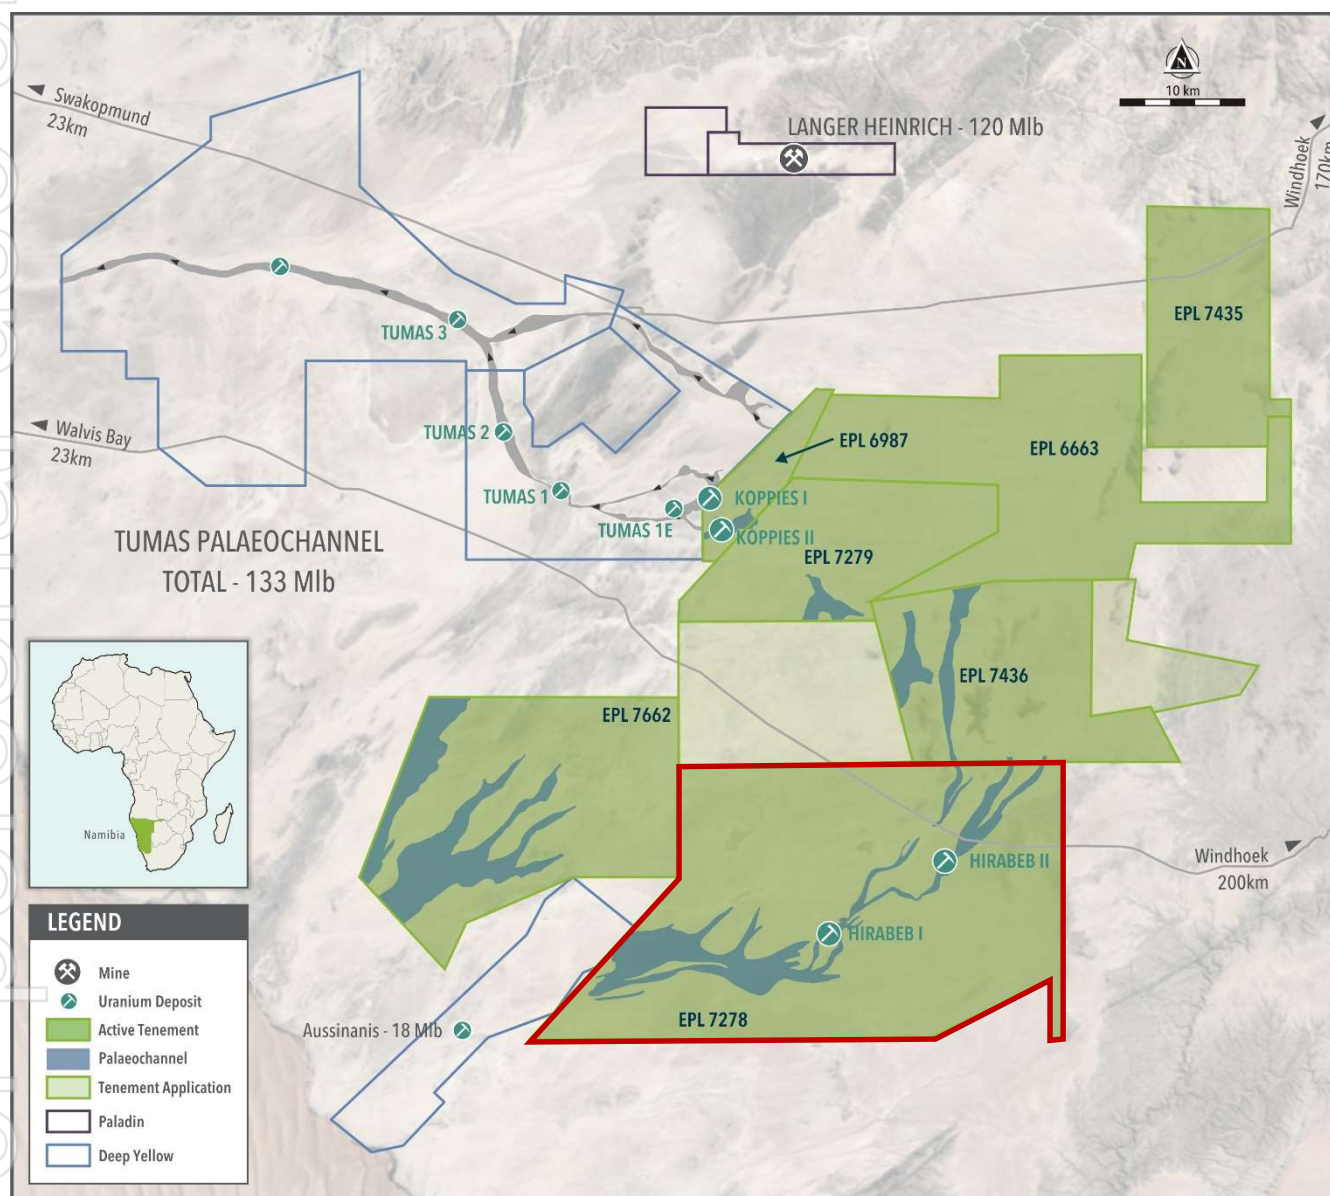 N
10 km
Swakopmund
23km
LANGER HEINRICH - 120 Mlb
Windhoek
170km
EPL 7435
TUMAS 3
EPL 6987
EPL 6663
Walvis Bay
23km
TUMAS 2
TUMAS 1
KOPPIES I
TUMAS 1E
KOPPIES II
EPL 7279
TUMAS PALAEOCHANNEL
TOTAL - 133 Mlb
EPL 7436
EPL 7662
Namibia
Windhoek
200km
HIRABEB II
HIRABEB I
EPL 7278
Aussinanis - 18 Mlb
LEGEND
Mine
Uranium Deposit
Active Tenement
Palaeochannel
Tenement Application
Paladin
Deep Yellow